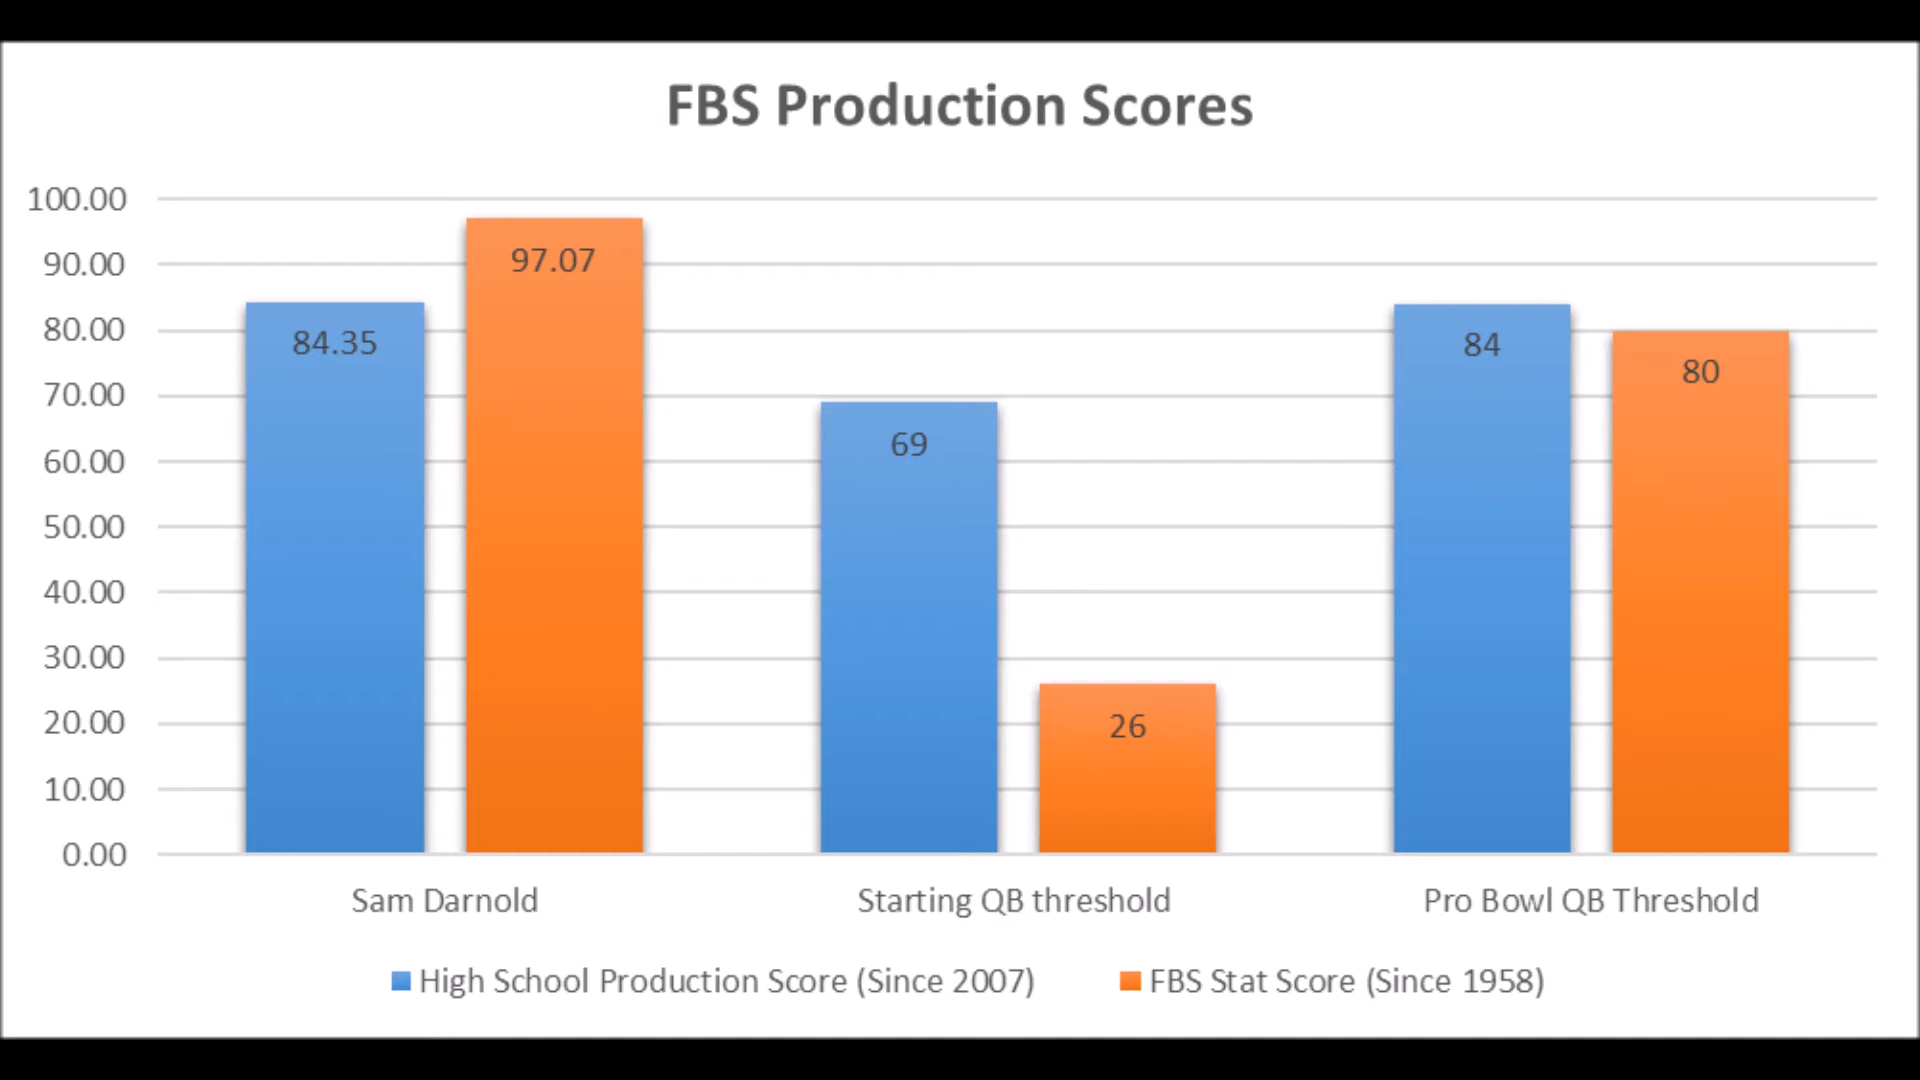 FBS Production Scores
100.00
90.00
80.00
70.00
60.00
50.00
40.00
30.00
20.00
10.00
0.00
84.35
97.07
69
26
84
80
Sam Darnold
Starting QB threshold
Pro Bowl QB Threshold
High School Production Score (Since 2007)
FBS Stat Score (Since 1958)